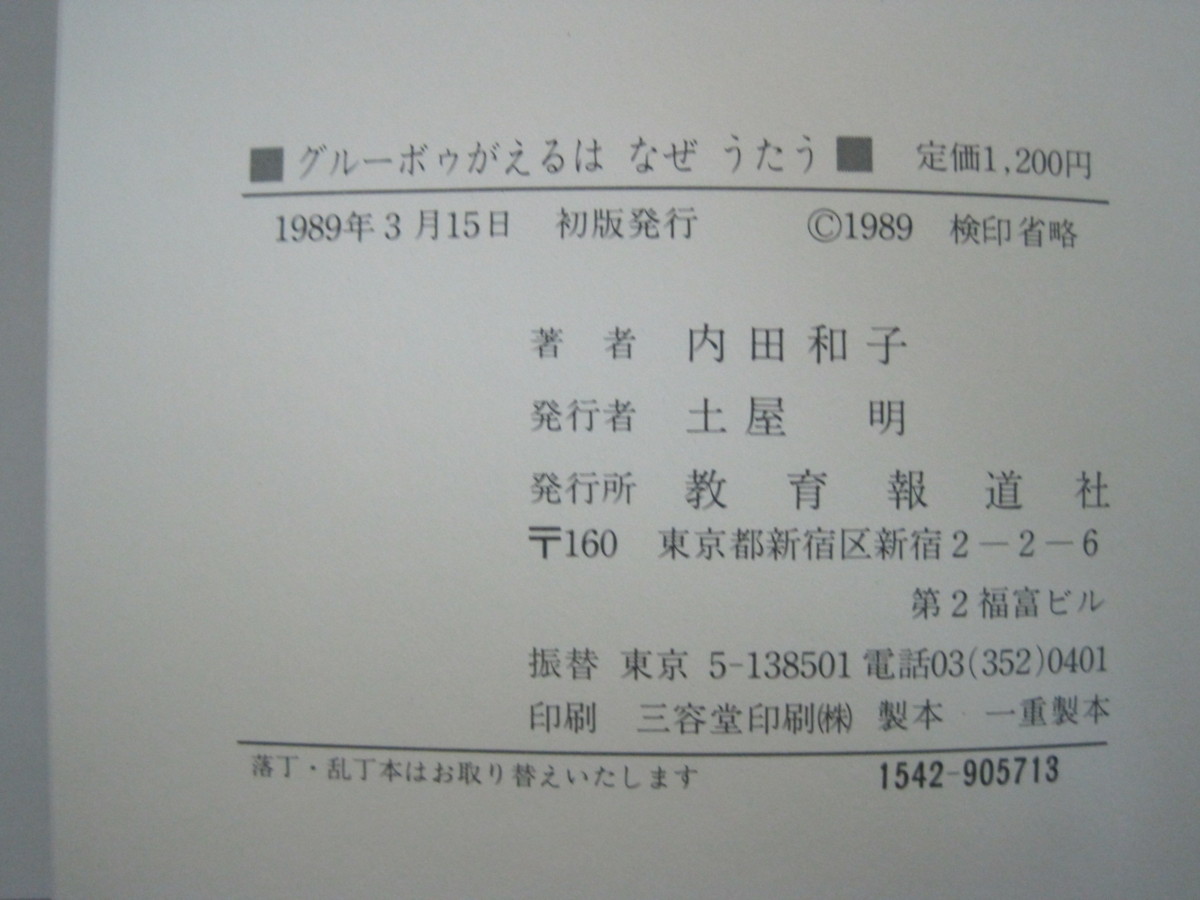 ■グルーボゥがえるは なぜ うたう■ 定価1,200円
1989年3月15日 初版発行 ©1989 検印省略
著者 内田和子
発行者 土屋 明
発行所 教育報道社
〒160 東京都新宿区新宿2－2－6
第2福富ビル
振替 東京 5-138501 電話03(352)0401
印刷 三容堂印刷㈱ 製本 一重製本
落丁・乱丁本はお取り替えいたします 1542-905713